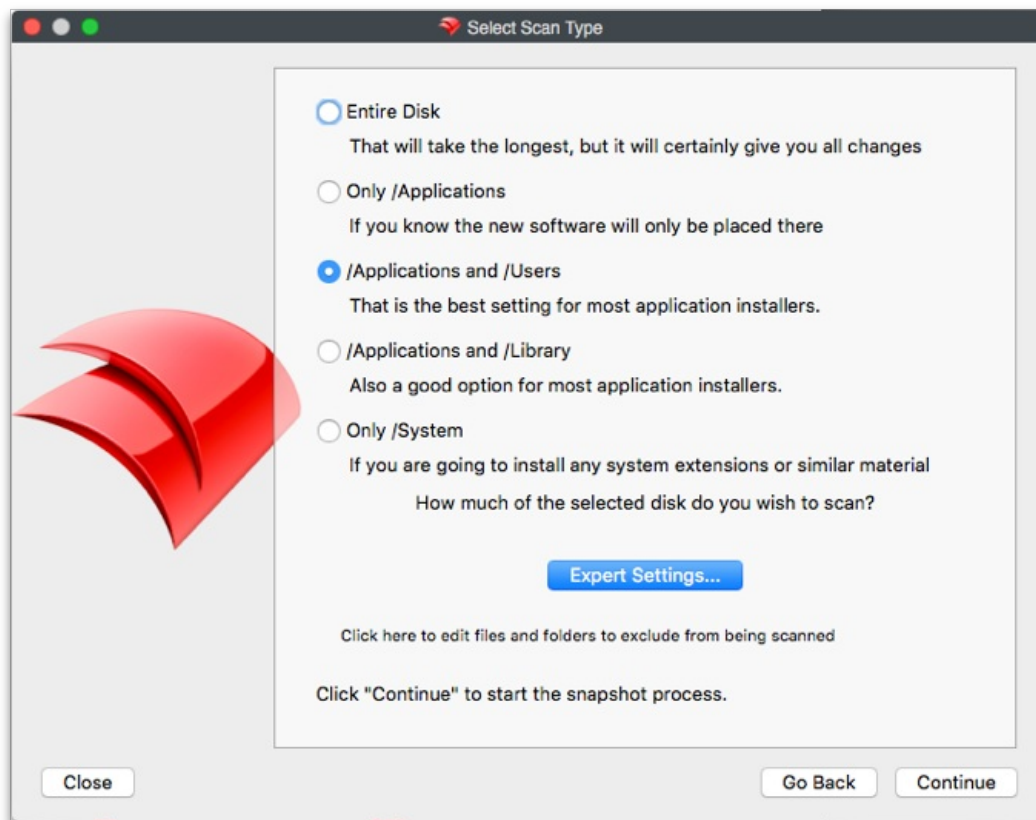 Select Scan Type
Entire Disk
That will take the longest, but it will certainly give you all changes
Only /Applications
If you know the new software will only be placed there
/Applications and /Users
That is the best setting for most application installers.
/Applications and /Library
Also a good option for most application installers.
Only /System
If you are going to install any system extensions or similar material
How much of the selected disk do you wish to scan?
Expert Settings...
Click here to edit files and folders to exclude from being scanned
Click "Continue" to start the snapshot process.
Close
Go Back
Continue